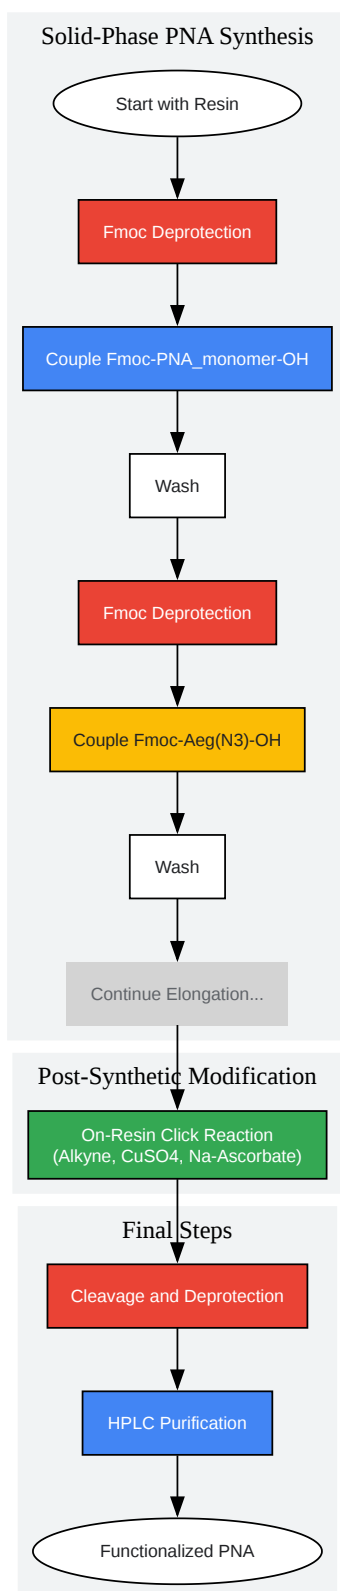 Solid-Phase PNA Synthesis
Start with Resin
Fmoc Deprotection
Couple Fmoc-PNA_monomer-OH
Wash
Fmoc Deprotection
Couple Fmoc-Aeg(N3)-OH
Wash
Continue Elongation...
Post-Synthetic Modification
On-Resin Click Reaction
(Alkyne, CuSO4, Na-Ascorbate)
Final Steps
Cleavage and Deprotection
HPLC Purification
Functionalized PNA